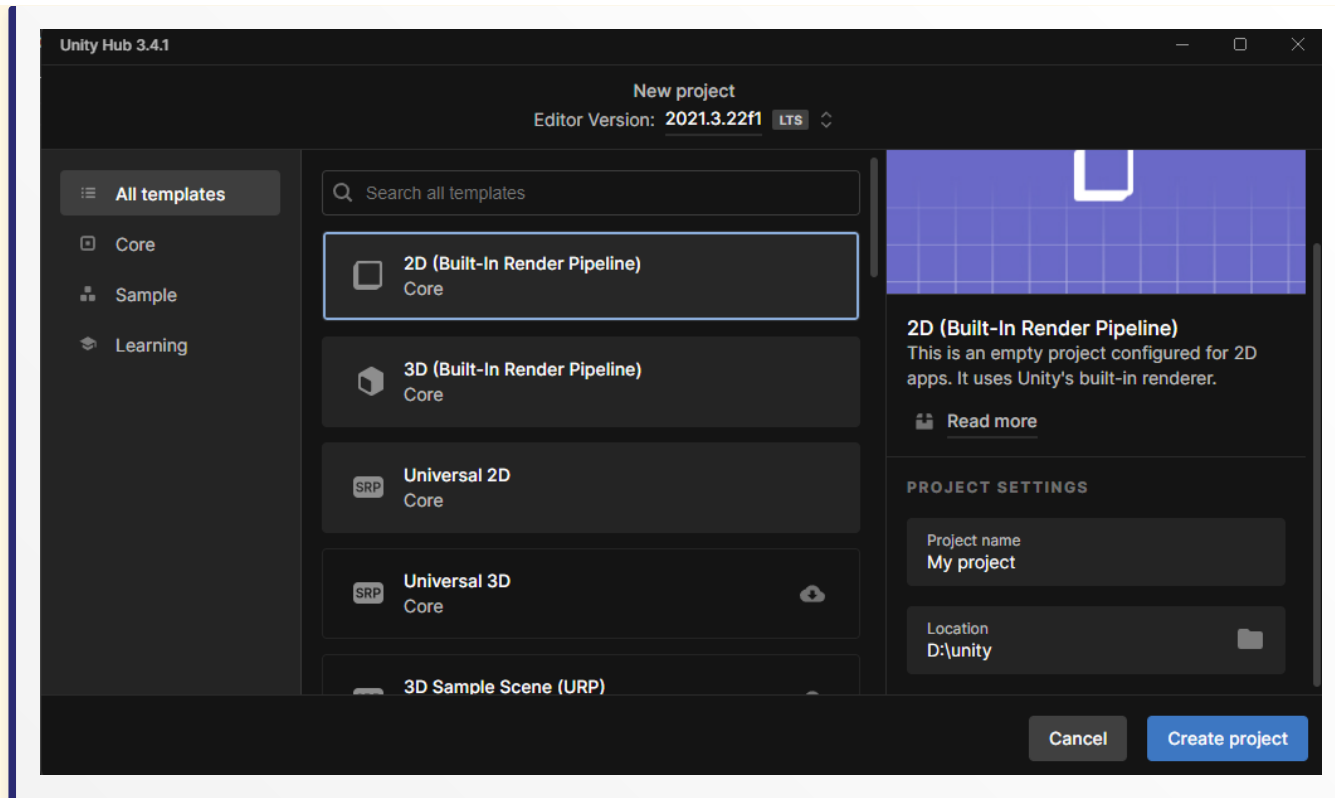 Unity Hub 3.4.1
New project
Editor Version: 2021.3.22f1 LTS
All templates
Core
Sample
Learning
Search all templates
2D (Built-In Render Pipeline)
Core
3D (Built-In Render Pipeline)
Core
SRP
Universal 2D
Core
SRP
Universal 3D
Core
3D Sample Scene (URP)
2D (Built-In Render Pipeline)
This is an empty project configured for 2D
apps. It uses Unity's built-in renderer.
Read more
PROJECT SETTINGS
Project name
My project
Location
D:\unity
Cancel
Create project